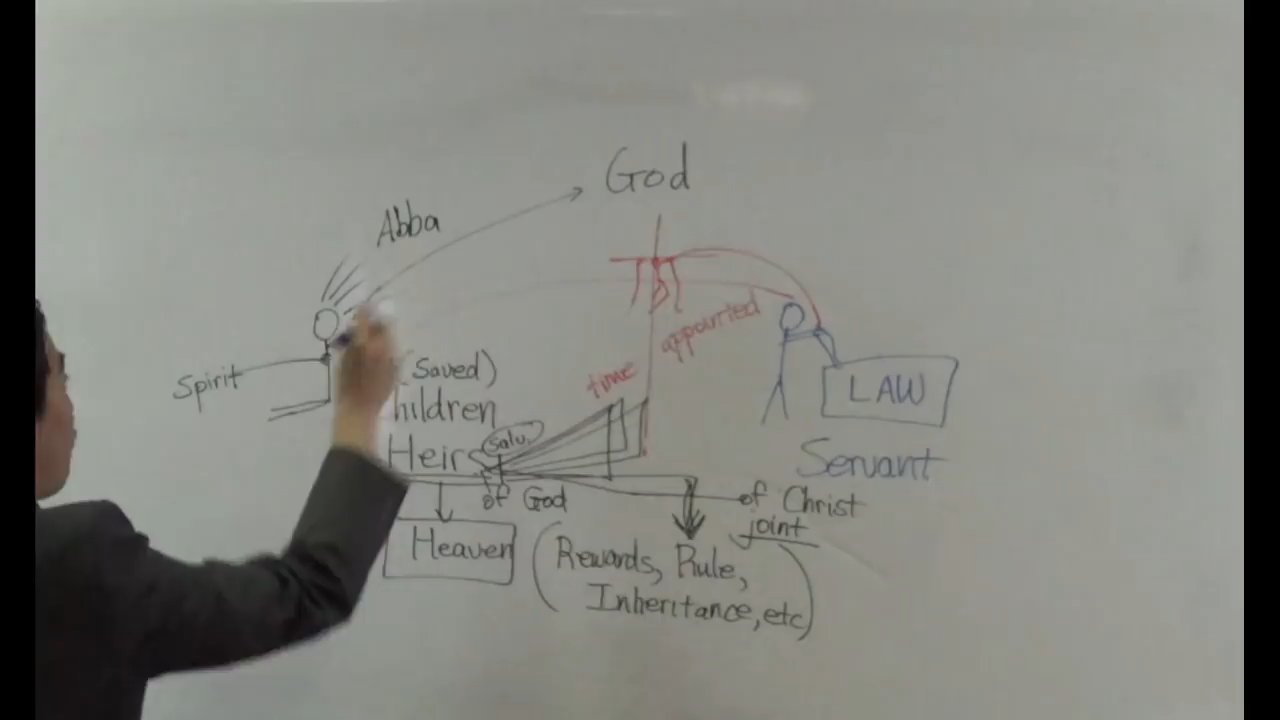 God
Abba
appointed
time
Spirit
(Saved)
hildren
Heirs
Salv.
of God
LAW
Servant
of Christ
joint
Heaven
(Rewards, Rule,
Inheritance, etc)